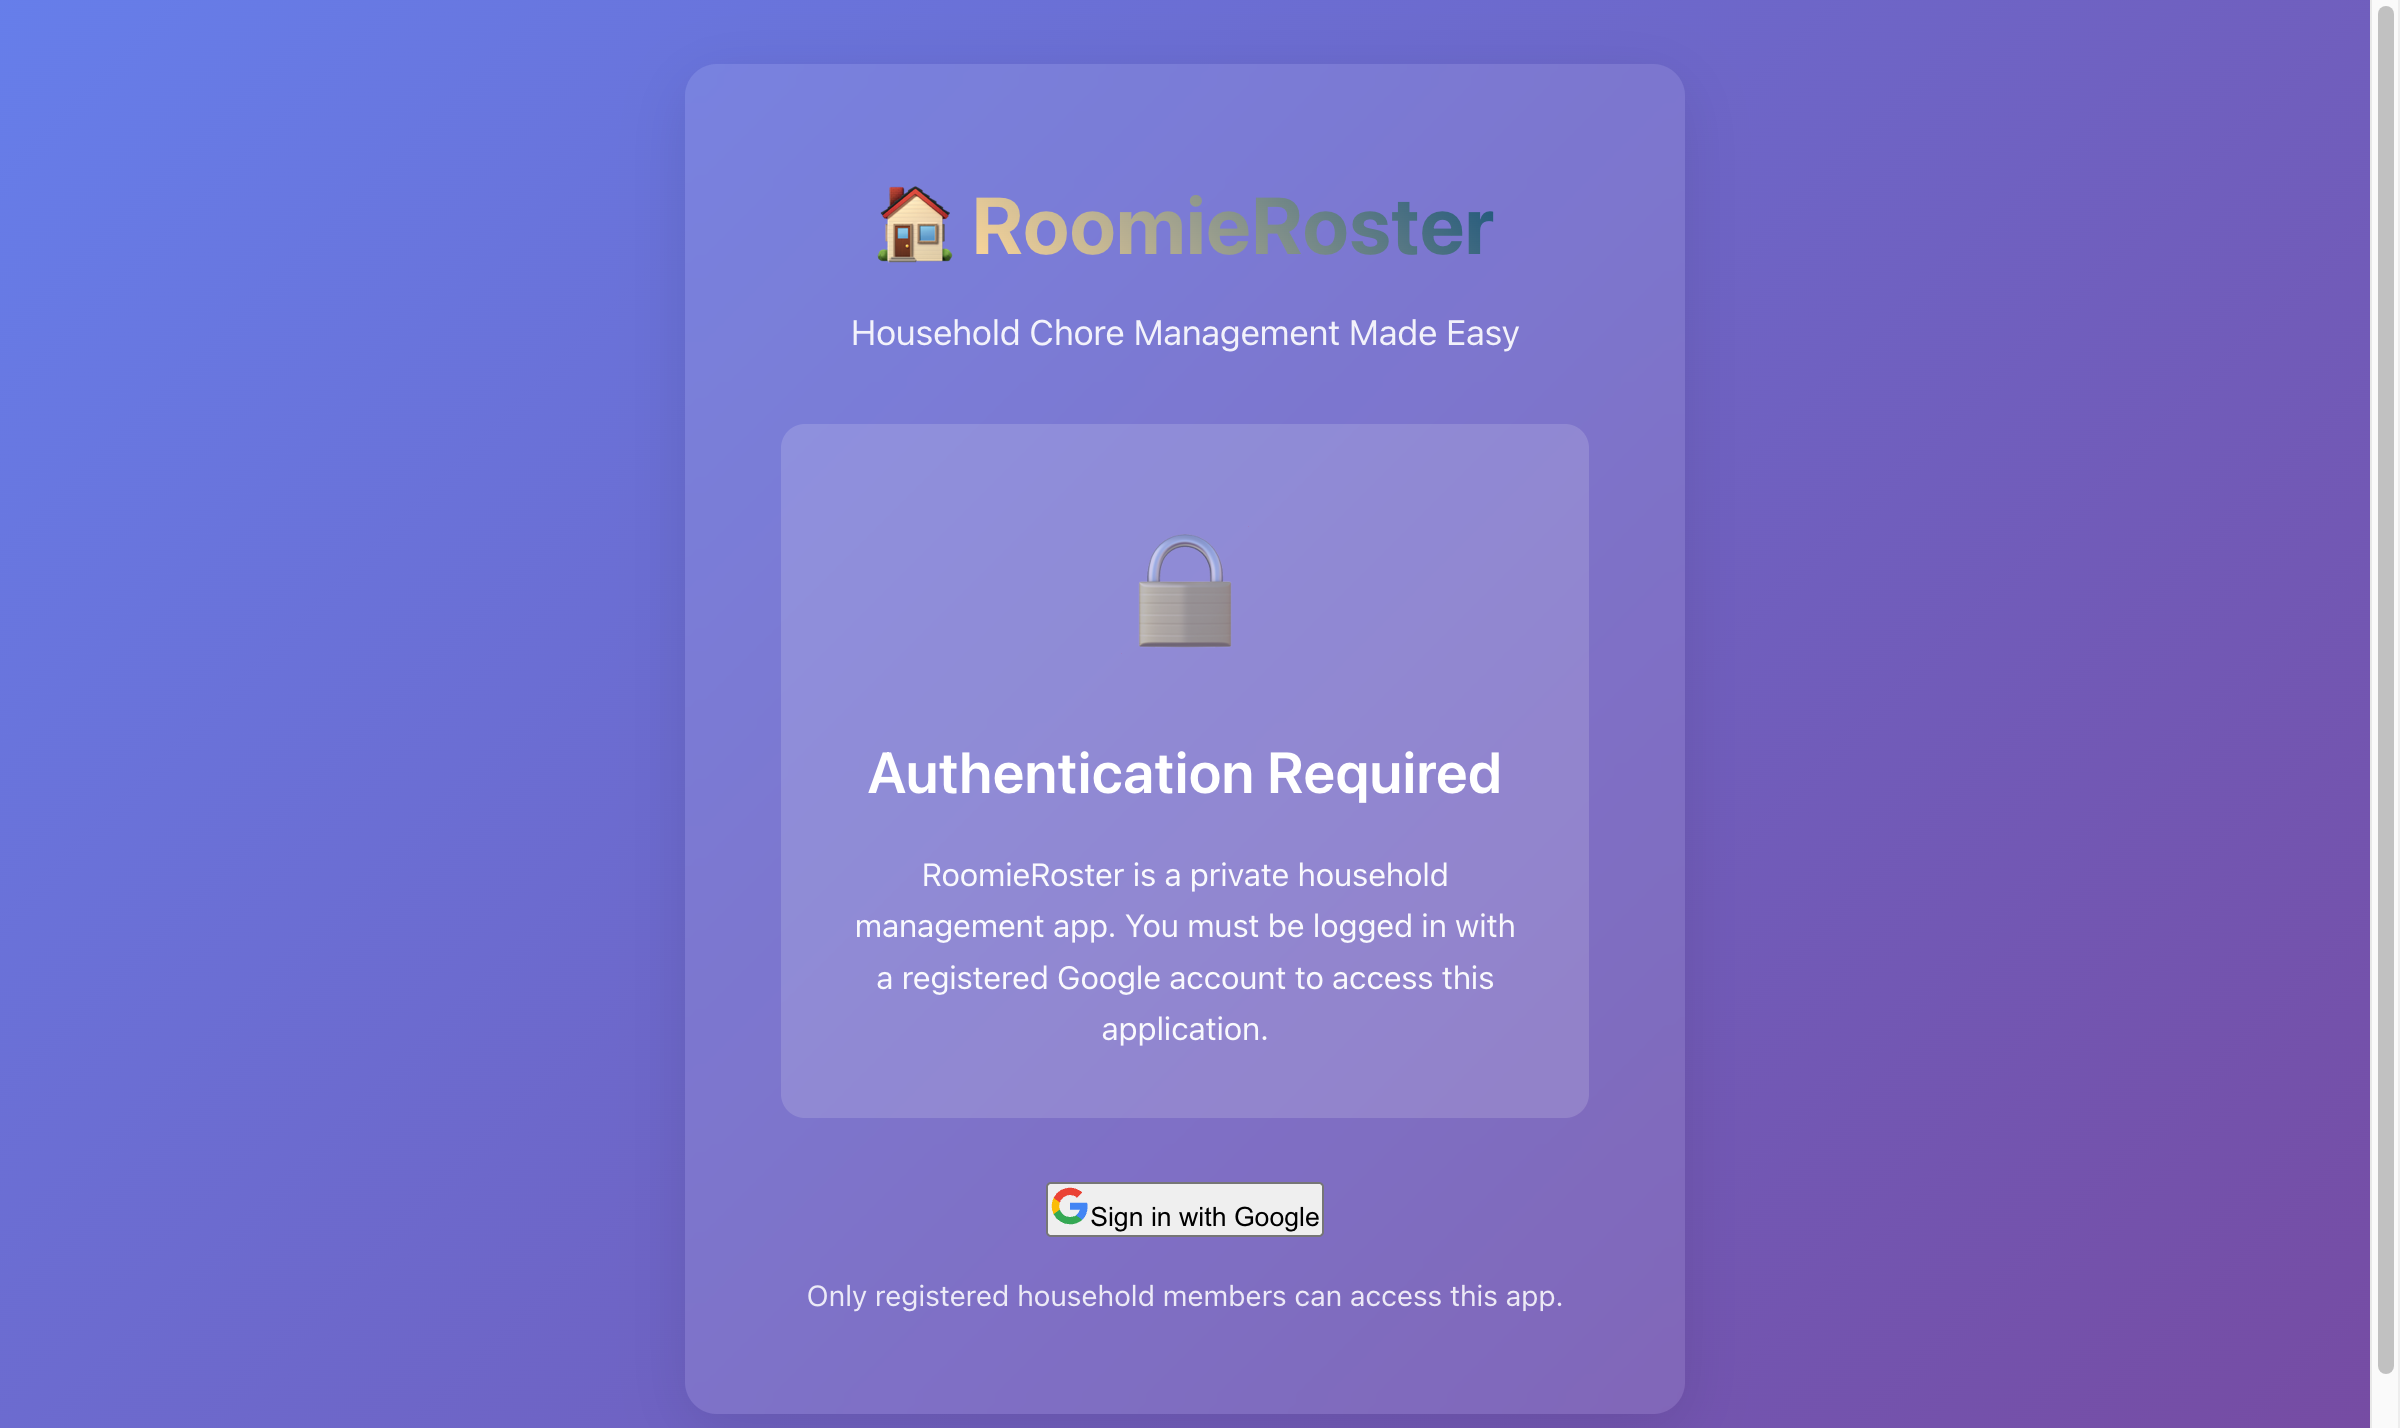 RoomieRoster
Household Chore Management Made Easy
Authentication Required
RoomieRoster is a private household
management app. You must be logged in with
a registered Google account to access this
application.
Sign in with Google
Only registered household members can access this app.